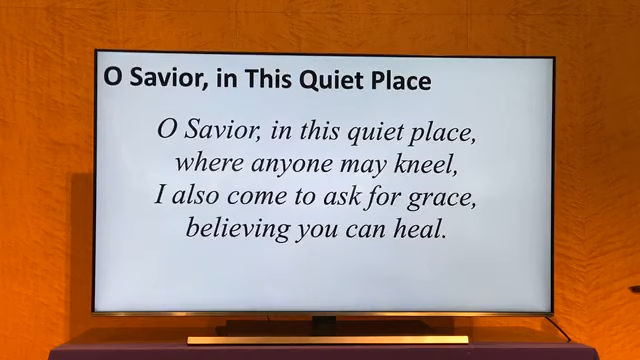 O Savior, in This Quiet Place
O Savior, in this quiet place,
where anyone may kneel,
I also come to ask for grace,
believing you can heal.